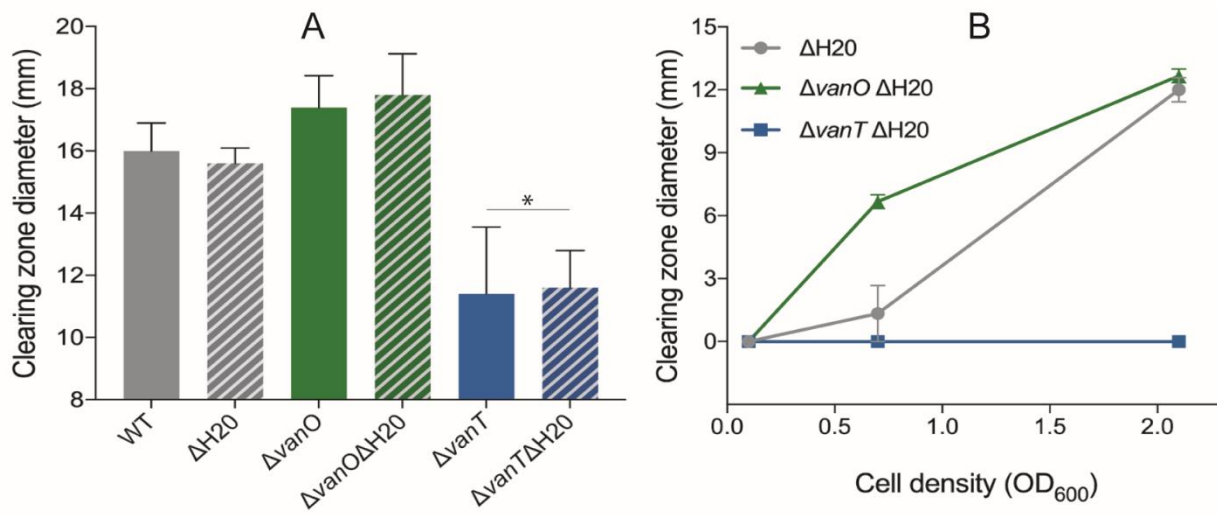 A
Clearing zone diameter (mm)
20
18
16
14
12
10
8
*
WT
ΔH20
ΔvanO
ΔvanOΔH20
ΔvanT
ΔvanTΔH20
B
Clearing zone diameter (mm)
15
12
9
6
3
0
ΔH20
ΔvanO ΔH20
ΔvanT ΔH20
0.0
0.5
1.0
1.5
2.0
Cell density (OD600)